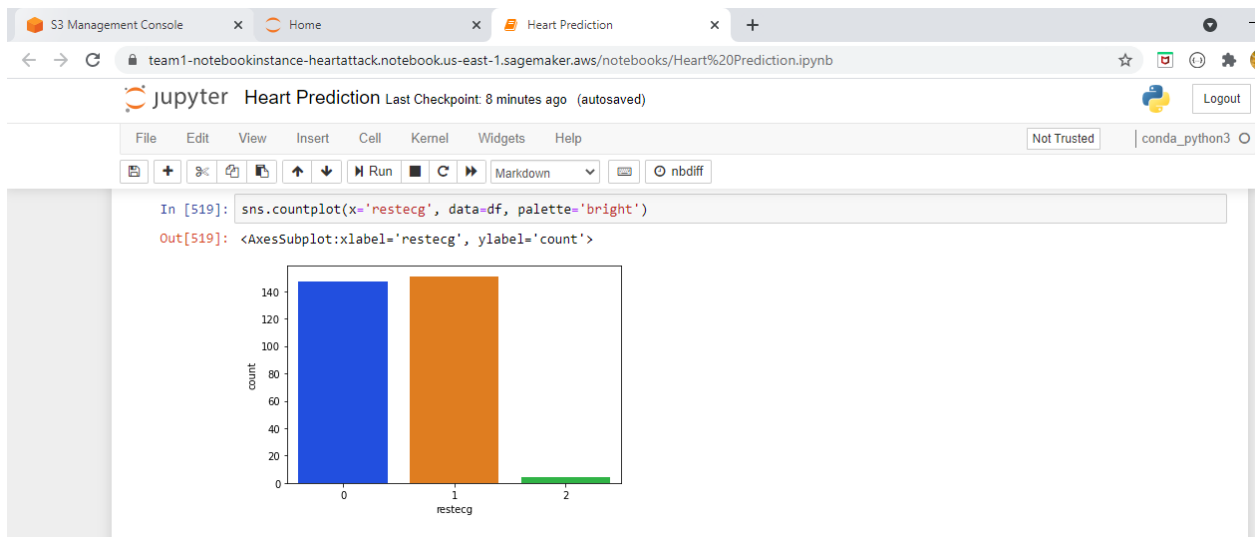 S3 Management Console × Home × Heart Prediction × +
team1-notebookinstance-heartattack.notebook.us-east-1.sagemaker.aws/notebooks/Heart%20Prediction.ipynb
jupyter Heart Prediction Last Checkpoint: 8 minutes ago (autosaved) Logout
File Edit View Insert Cell Kernel Widgets Help Not Trusted conda_python3
Run Markdown nbdiff
In [519]: sns.countplot(x='restecg', data=df, palette='bright')
Out[519]: <AxesSubplot:xlabel='restecg', ylabel='count'>
140
120
100
80
60
40
20
0
count
0 1 2
restecg